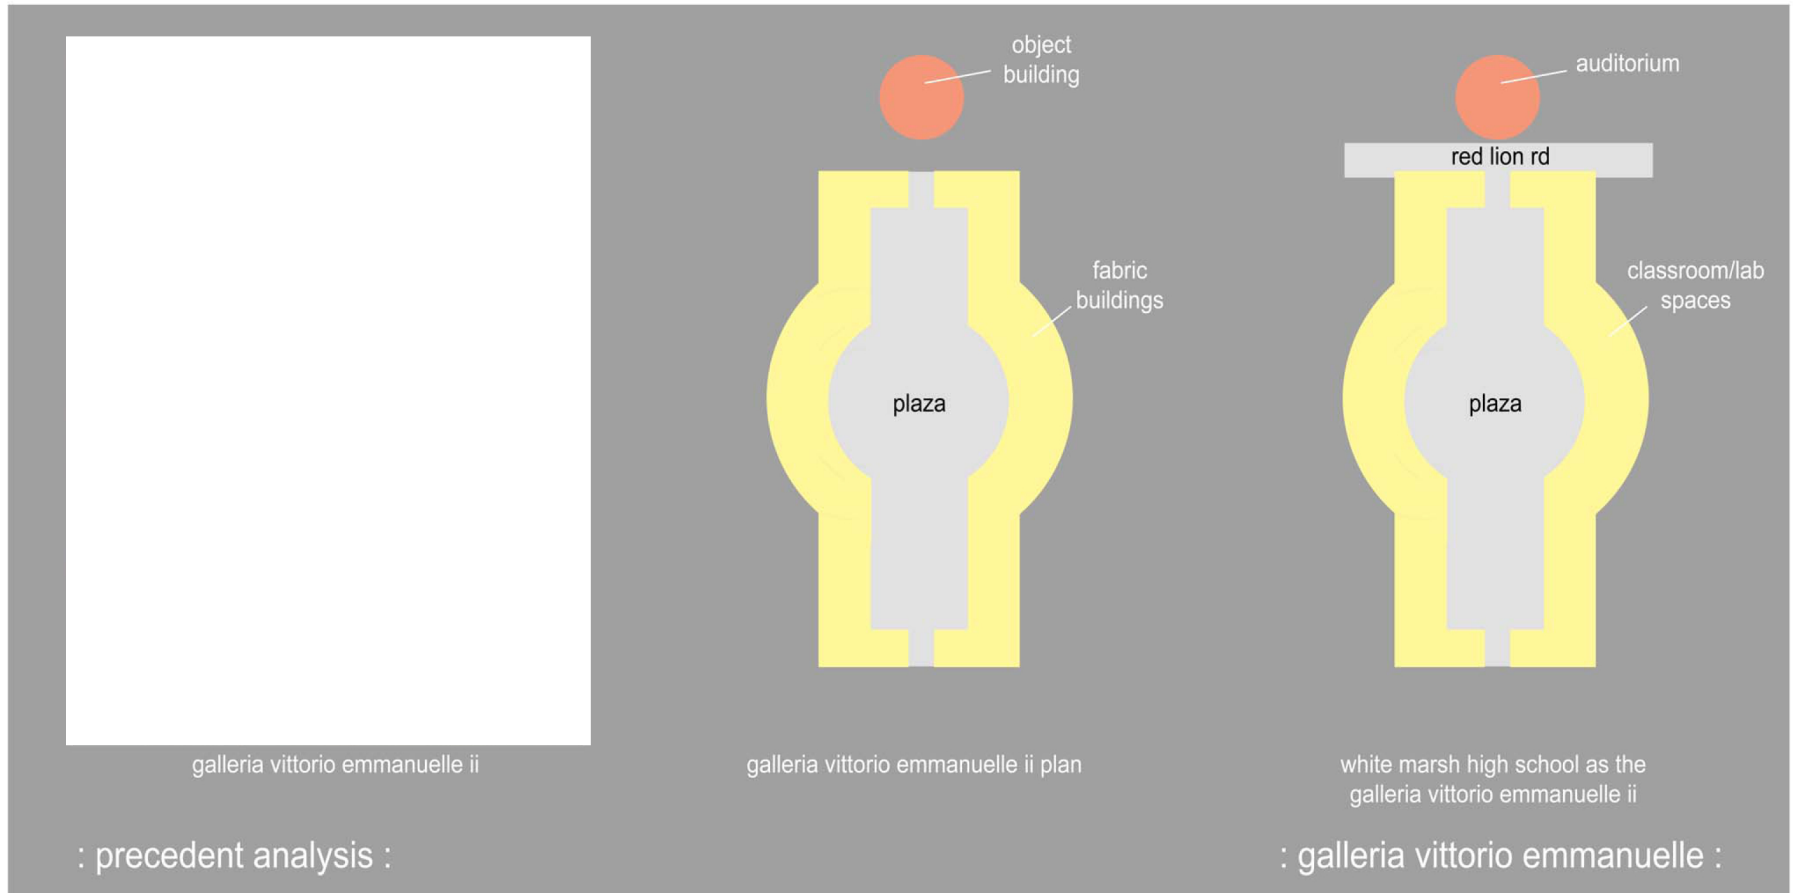 object
building
auditorium
red lion rd
fabric
buildings
classroom/lab
spaces
plaza
plaza
galleria vittorio emmanuelle ii
galleria vittorio emmanuelle ii plan
white marsh high school as the
galleria vittorio emmanuelle ii
: precedent analysis :
: galleria vittorio emmanuelle :